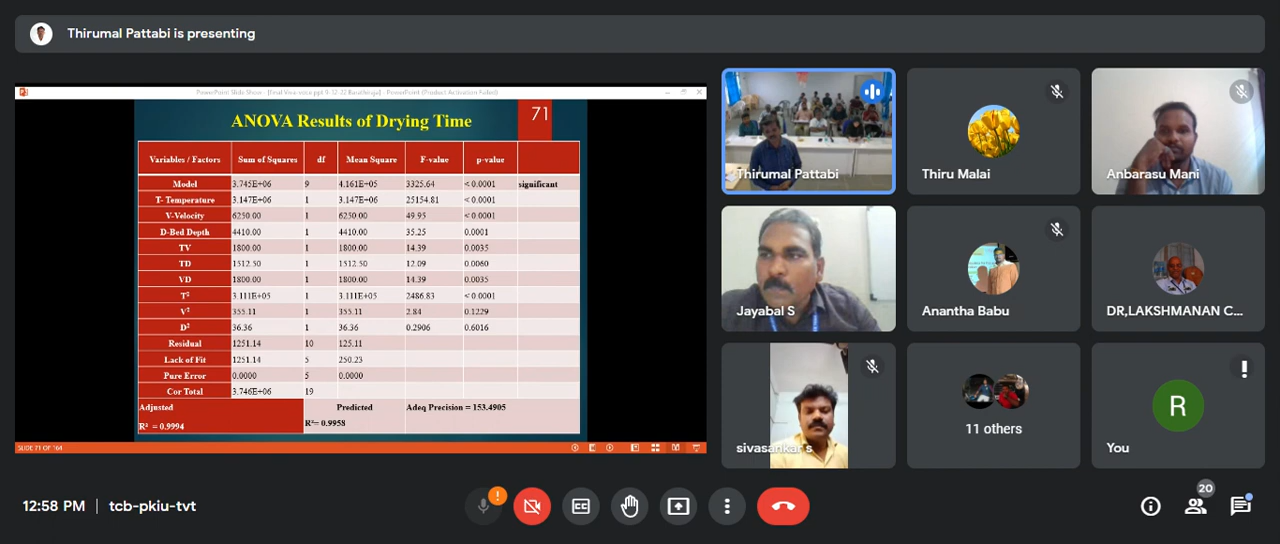 Thirumal Pattabi is presenting
71
ANOVA Results of Drying Time
Variables / Factors Sum of Squares df Mean Square F-value p-value
Model 3.745E+06 9 4.161E+05 3325.64 < 0.0001 significant
T- Temperature 3.147E+06 1 3.147E+06 25154.81 < 0.0001
V-Velocity 6250.00 1 6250.00 49.95 < 0.0001
D-Bed Depth 4410.00 1 4410.00 35.25 0.0001
TV 1800.00 1 1800.00 14.39 0.0035
TD 1512.50 1 1512.50 12.09 0.0060
VD 1800.00 1 1800.00 14.39 0.0035
T² 3.111E+05 1 3.111E+05 2486.83 < 0.0001
V² 355.11 1 355.11 2.84 0.1229
D² 36.36 1 36.36 0.2906 0.6016
Residual 1251.14 10 125.11
Lack of Fit 1251.14 5 250.23
Pure Error 0.0000 5 0.0000
Cor Total 3.746E+06 19
Adjusted Predicted Adeq Precision = 153.4905
R² = 0.9994 R²= 0.9958
SLIDE 71 OF 164
Thirumal Pattabi
Thiru Malai
Anbarasu Mani
Jayabal S
Anantha Babu
DR,LAKSHMANAN C...
sivasankar s
11 others
R
You
12:58 PM | tcb-pkiu-tvt
CC
20